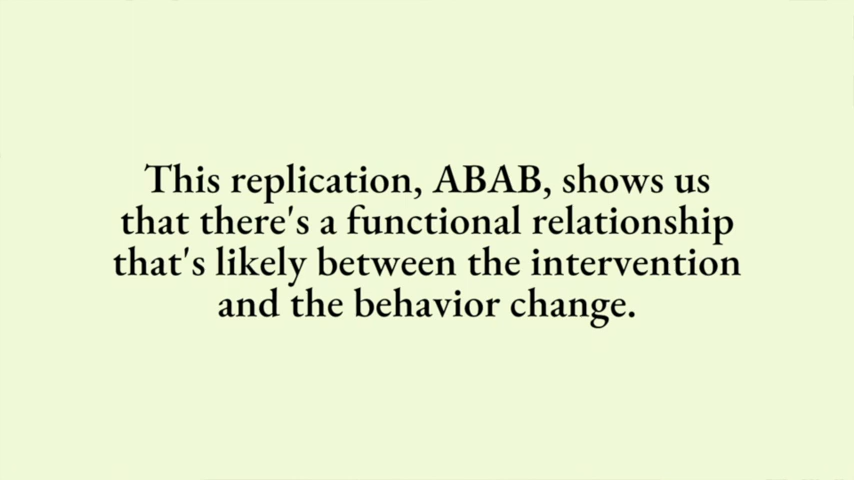 This replication, ABAB, shows us
that there's a functional relationship
that's likely between the intervention
and the behavior change.